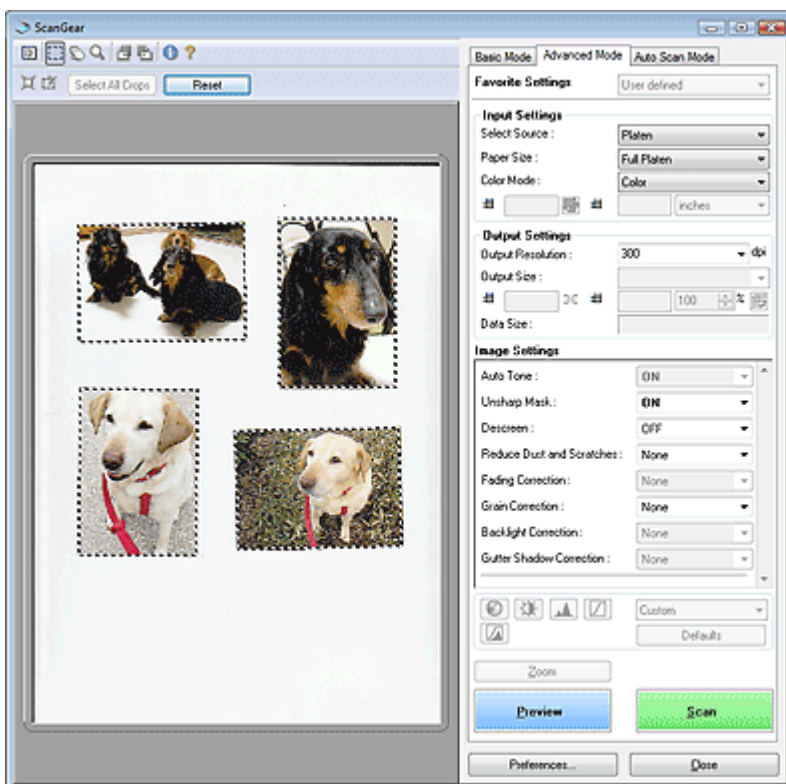 ScanGear
Select All Crops Reset
Basic Mode Advanced Mode Auto Scan Mode
Favorite Settings User defined
Input Settings
Select Source : Platen
Paper Size : Full Platen
Color Mode : Color
inches
Output Settings
Output Resolution : 300 dpi
Output Size :
100 %
Data Size :
Image Settings
Auto Tone : ON
Unsharp Mask : ON
Descreen : OFF
Reduce Dust and Scratches : None
Fading Correction : None
Grain Correction : None
Backlight Correction : None
Gutter Shadow Correction : None
Custom
Defaults
Zoom
Preview Scan
Preferences... Close